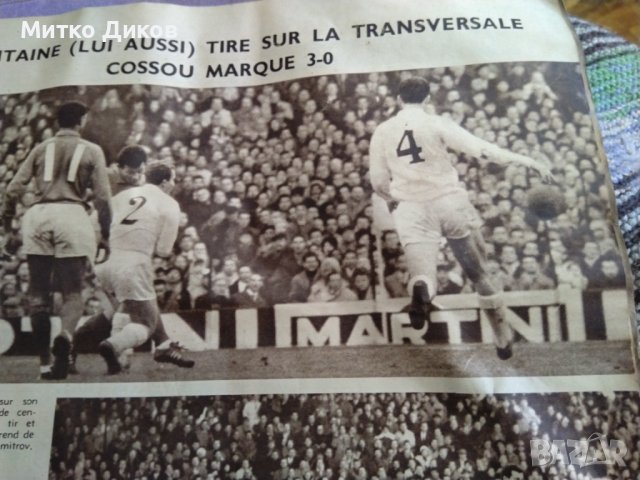 Митко Диков
NTAINE (LUI AUSSI) TIRE SUR LA TRANSVERSALE
COSSOU MARQUE 3-0
11
2
4
MARTINI
sur son
de cen-
tir et
rend de
mitrov.
BAZAR